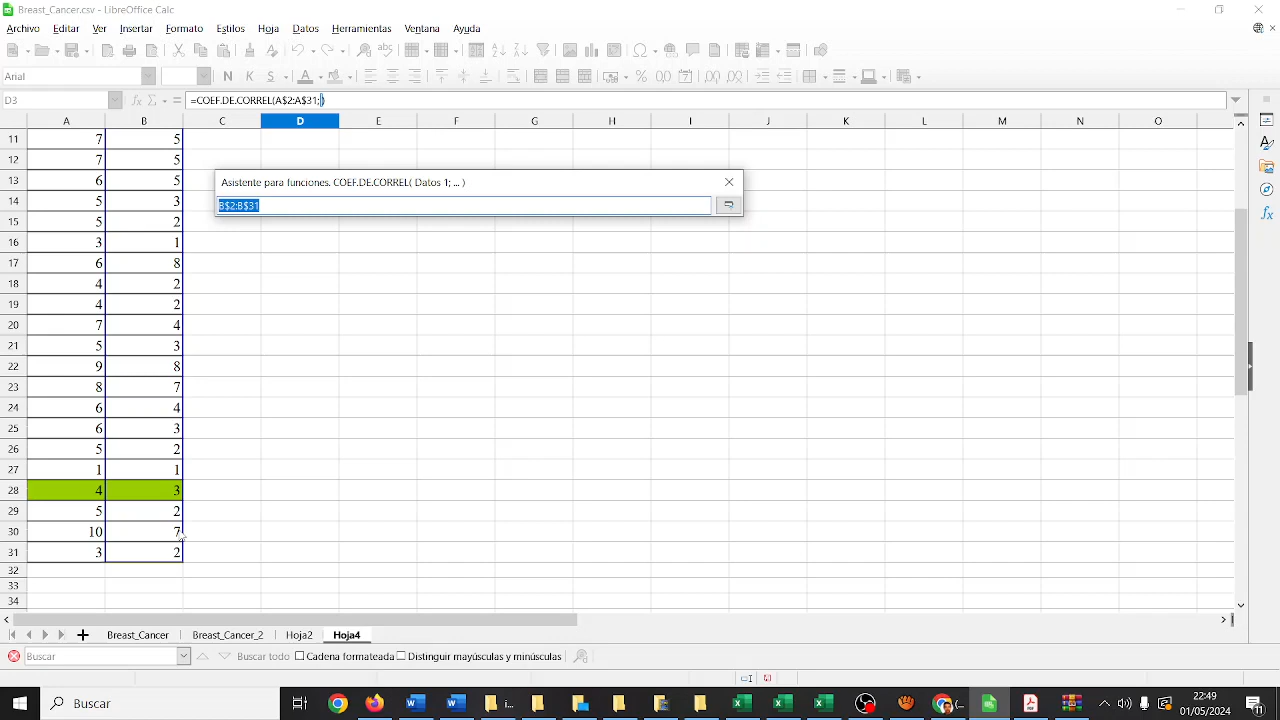 Breast_Cancer.csv - LibreOffice Calc
Archivo Editar Ver Insertar Formato Estilos Hoja Datos Herramientas Ventana Ayuda
Arial N K S
D3 fx Σ = =COEF.DE.CORREL(A$2:A$31;)
A B C D E F G H I J K L M N O
11 7 5
12 7 5
Asistente para funciones. COEF.DE.CORREL( Datos 1; ... )
13 6 5
B$2:B$31
14 5 3
15 5 2
16 3 1
17 6 8
18 4 2
19 4 2
20 7 4
21 5 3
22 9 8
23 8 7
24 6 4
25 6 3
26 5 2
27 1 1
28 4 3
29 5 2
30 10 7
31 3 2
32
33
34
Breast_Cancer Breast_Cancer_2 Hoja2 Hoja4
Buscar Buscar todo Cadena formateada Distinguir mayúsculas y minúsculas
Buscar
22:49
01/05/2024